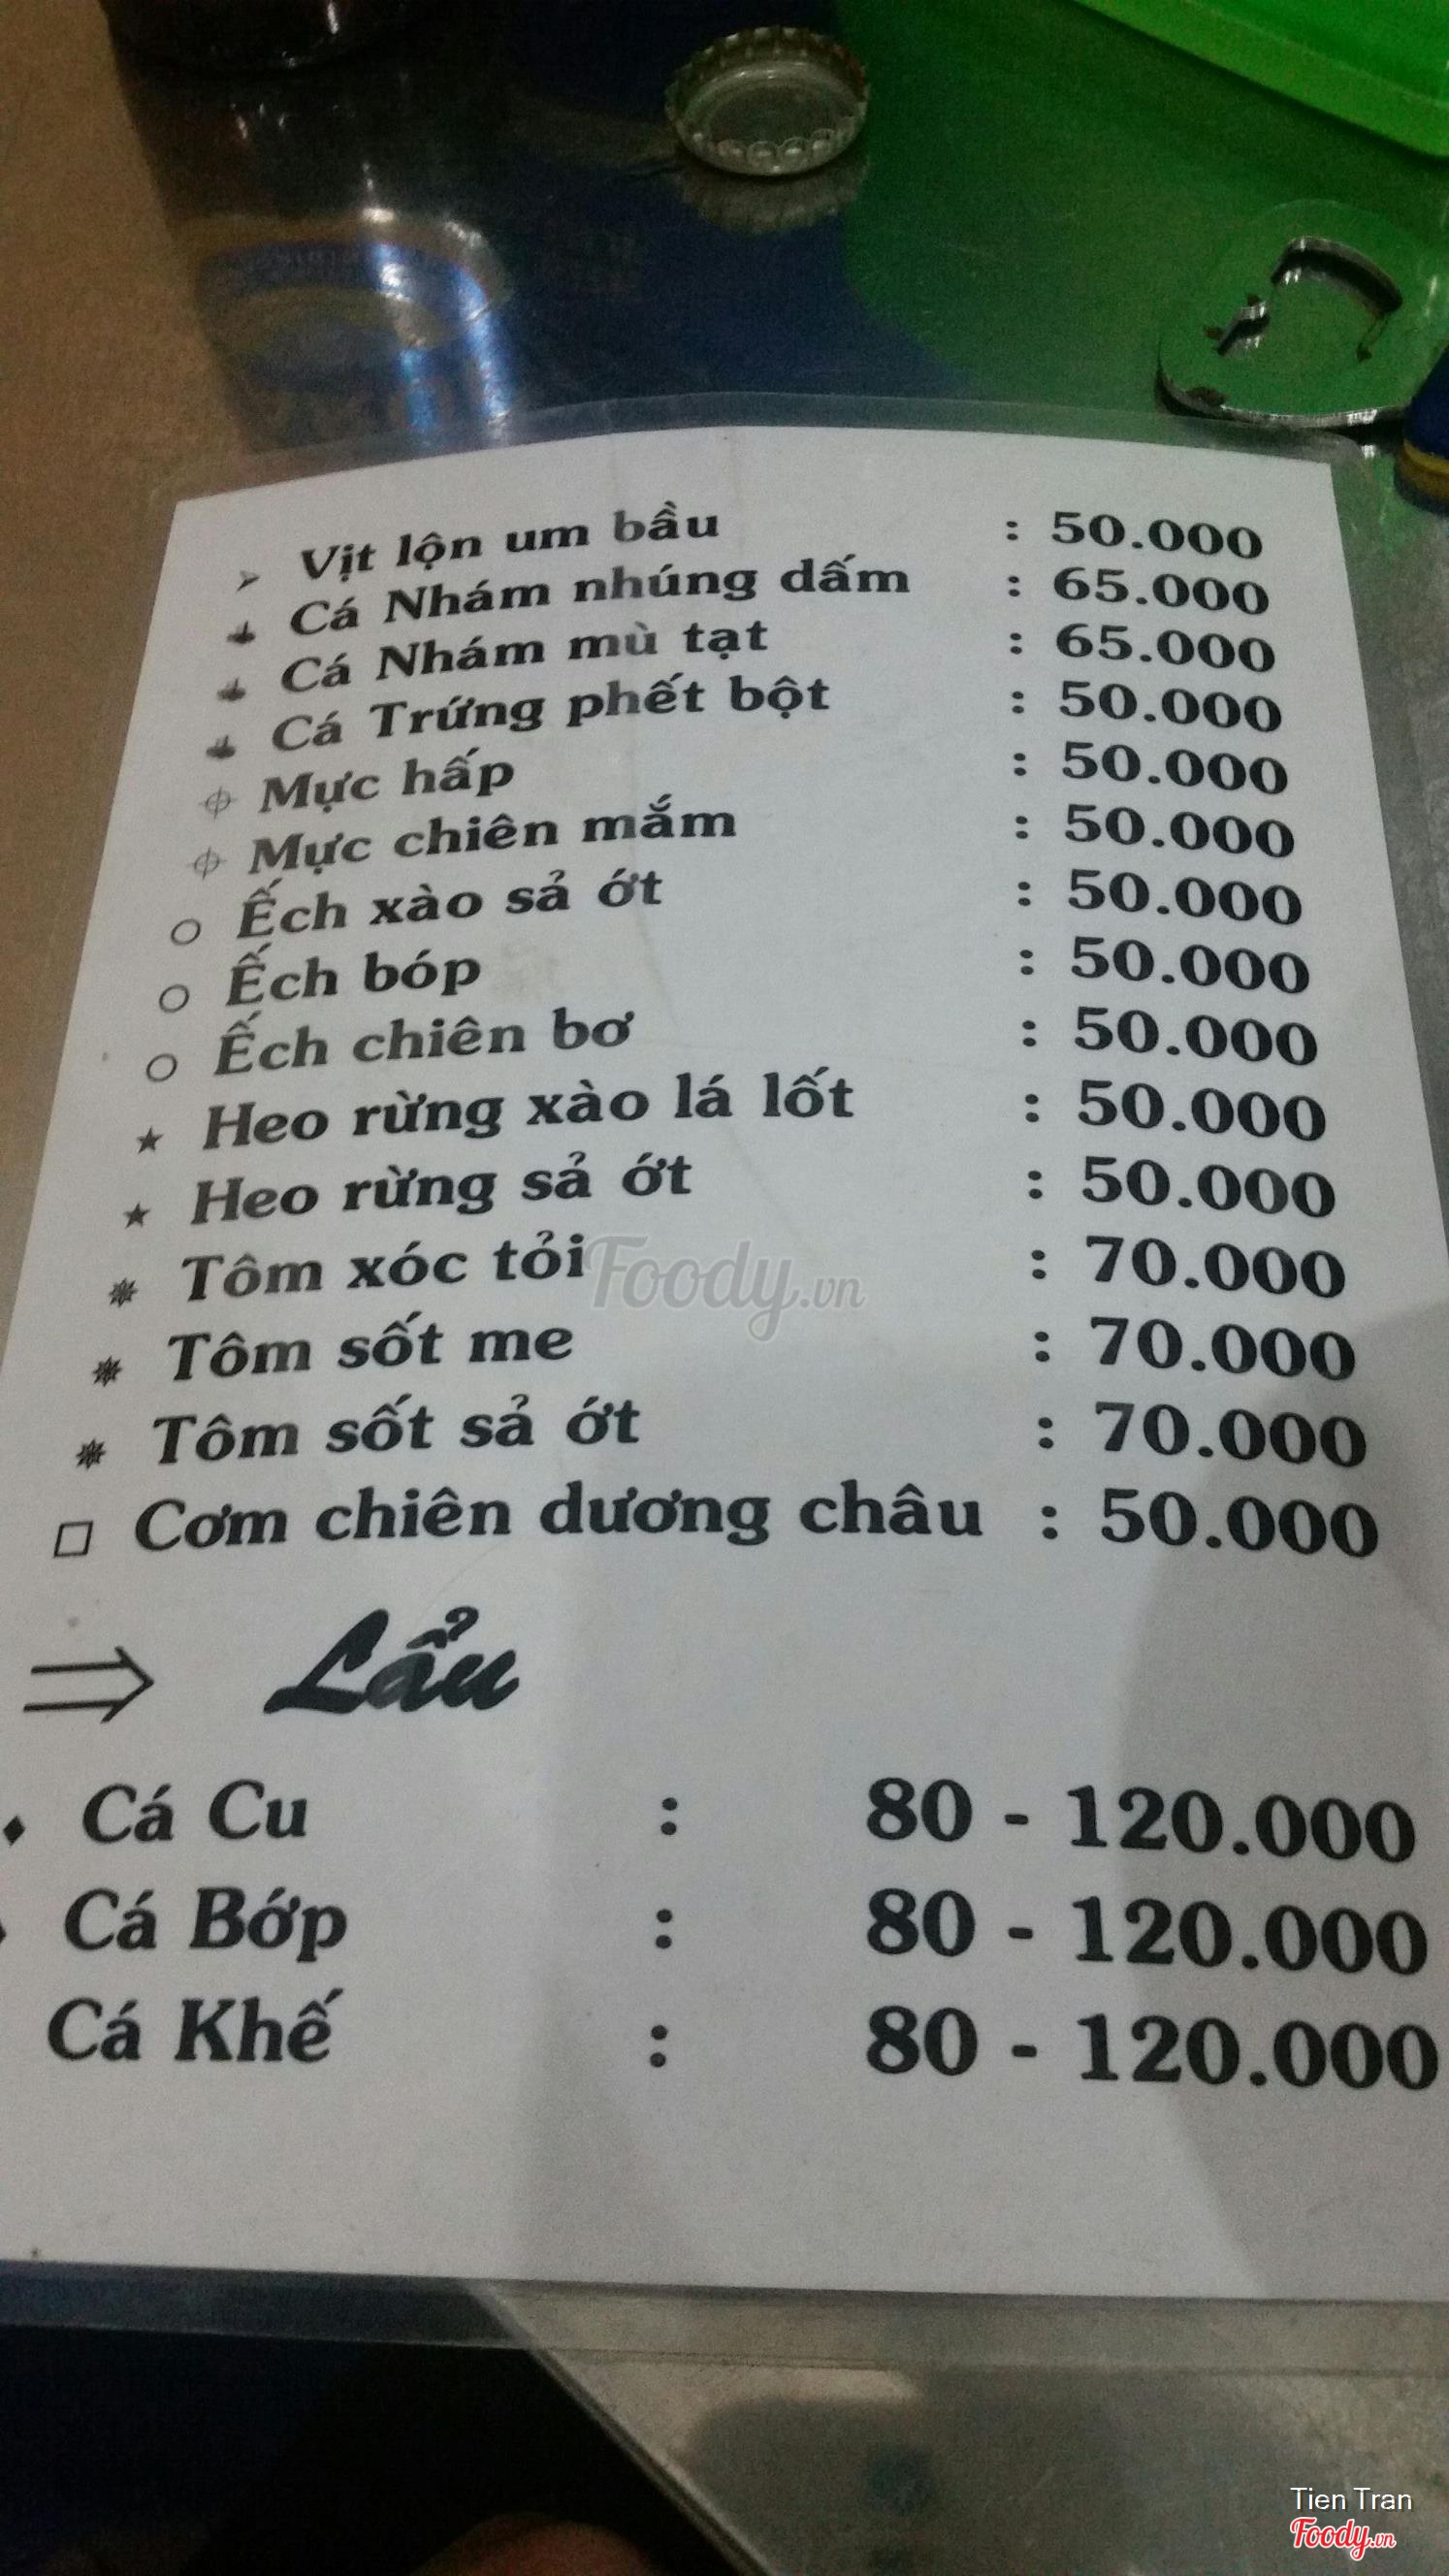 Vịt lộn um bầu : 50.000
Cá Nhám nhúng dấm : 65.000
Cá Nhám mù tạt : 65.000
Cá Trứng phết bột : 50.000
Mực hấp : 50.000
Mực chiên mắm : 50.000
Ếch xào sả ớt : 50.000
Ếch bóp : 50.000
Ếch chiên bơ : 50.000
Heo rừng xào lá lốt : 50.000
Heo rừng sả ớt : 50.000
Tôm xóc tỏi : 70.000
Foody.vn
Tôm sốt me : 70.000
Tôm sốt sả ớt : 70.000
Cơm chiên dương châu : 50.000
⇒ Lẩu
Cá Cu : 80 - 120.000
Cá Bớp : 80 - 120.000
Cá Khế : 80 - 120.000
Tien Tran
Foody.vn